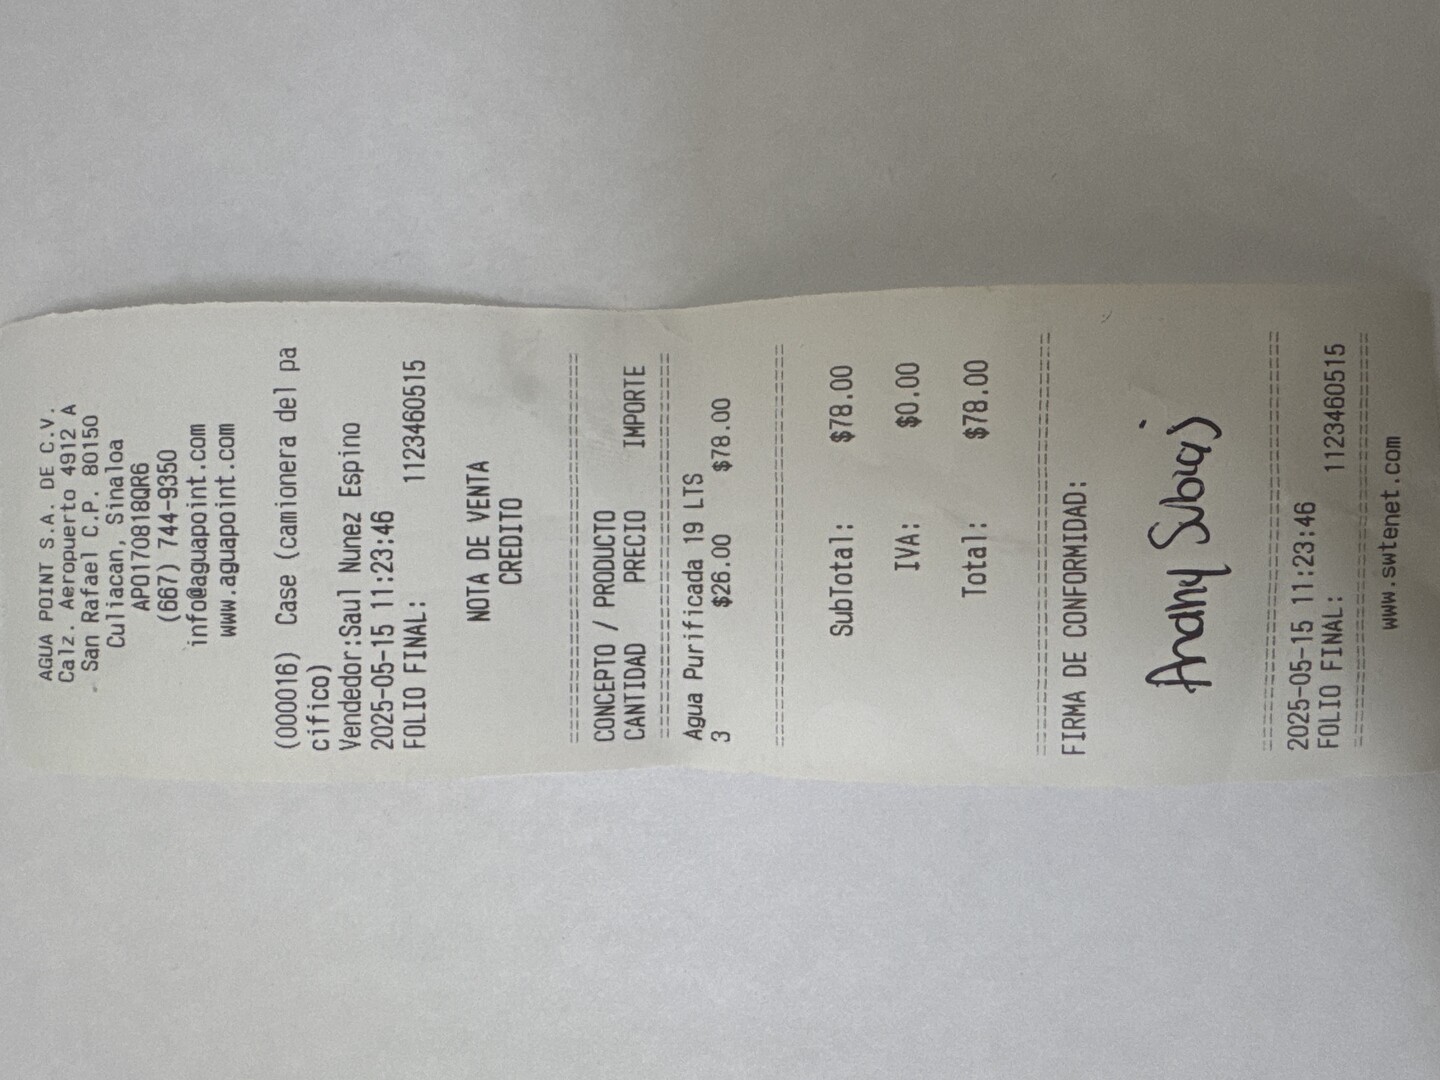 AGUA POINT S.A. DE C.V.
Calz. Aeropuerto 4912 A
San Rafael C.P. 80150
Culiacan, Sinaloa
APO170818QR6
(667) 744-9350
info@aguapoint.com
www.aguapoint.com
(000016) Case (camionera del pa
cifico)
Vendedor:Saul Nunez Espino
2025-05-15 11:23:46
FOLIO FINAL: 1123460515
NOTA DE VENTA
CREDITO
CONCEPTO / PRODUCTO
CANTIDAD PRECIO IMPORTE
Agua Purificada 19 LTS
3 $26.00 $78.00
SubTotal: $78.00
IVA: $0.00
Total: $78.00
FIRMA DE CONFORMIDAD:
2025-05-15 11:23:46
FOLIO FINAL: 1123460515
www.swtenet.com